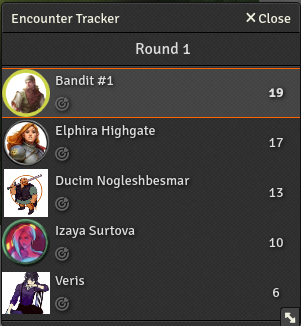 Encounter Tracker
Close
Round 1
Bandit #1
19
Elphira Highgate
17
Ducim Nogleshbesmar
13
Izaya Surtova
10
Veris
6